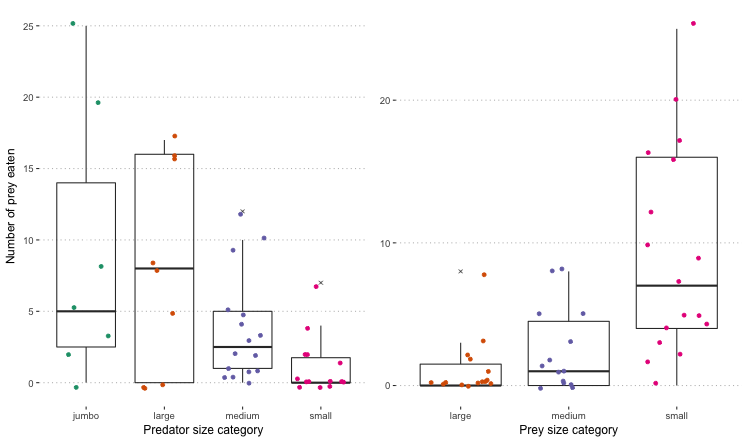 Number of prey eaten
25
20
15
10
5
0
jumbo large medium small
Predator size category
20
10
0
large medium small
Prey size category